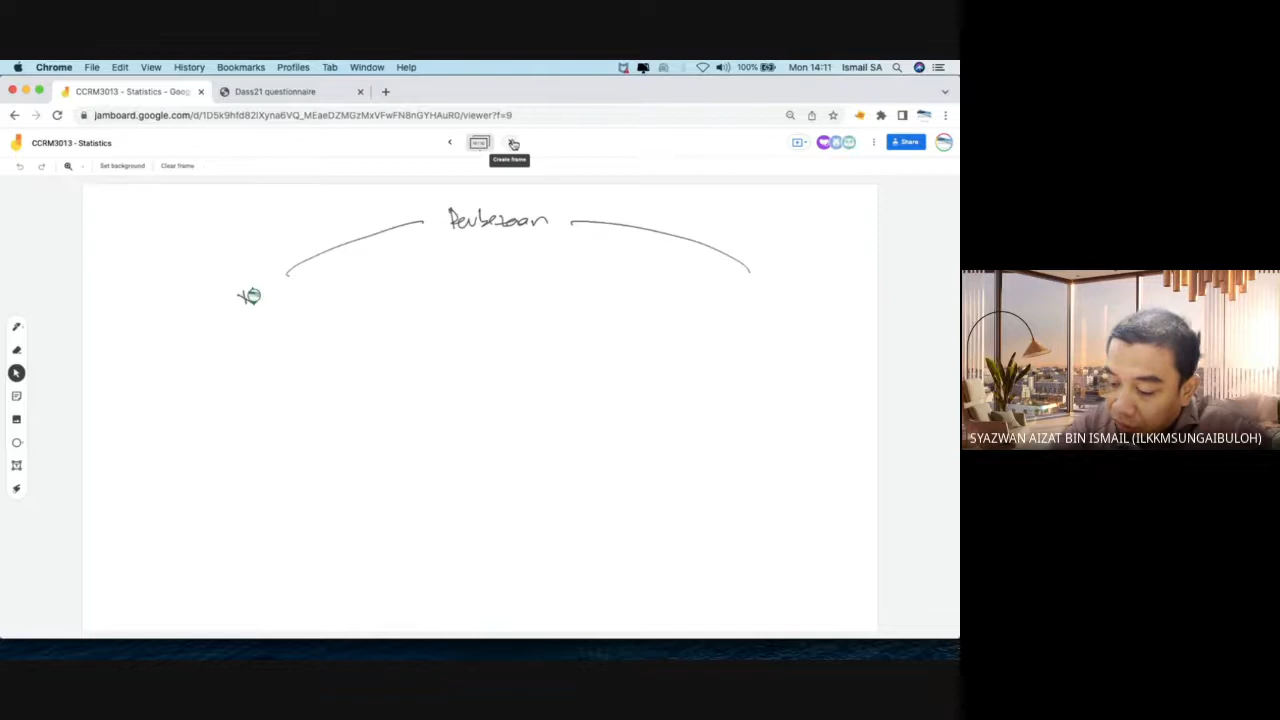 Chrome File Edit View History Bookmarks Profiles Tab Window Help 100% Mon 14:11 Ismail SA
CCRM3013 - Statistics - Goog Dass21 questionnaire
jamboard.google.com/d/1D5k9hfd82IXyna6VQ_MEaeDZMGzMxVFwFN8nGYHAuR0/viewer?f=9
CCRM3013 - Statistics Share
Create frame
Set background Clear frame
Perbezaan
SYAZWAN AIZAT BIN ISMAIL (ILKKMSUNGAIBULOH)